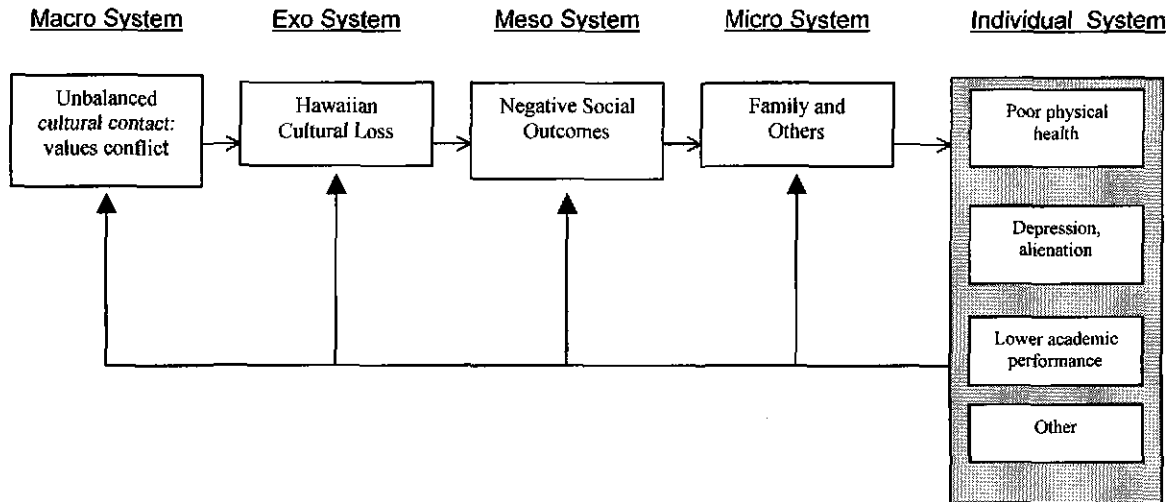 Macro System
Exo System
Meso System
Micro System
Individual System
Unbalanced
cultural contact:
values conflict
Hawaiian
Cultural Loss
Negative Social
Outcomes
Family and
Others
Poor physical
health
Depression,
alienation
Lower academic
performance
Other